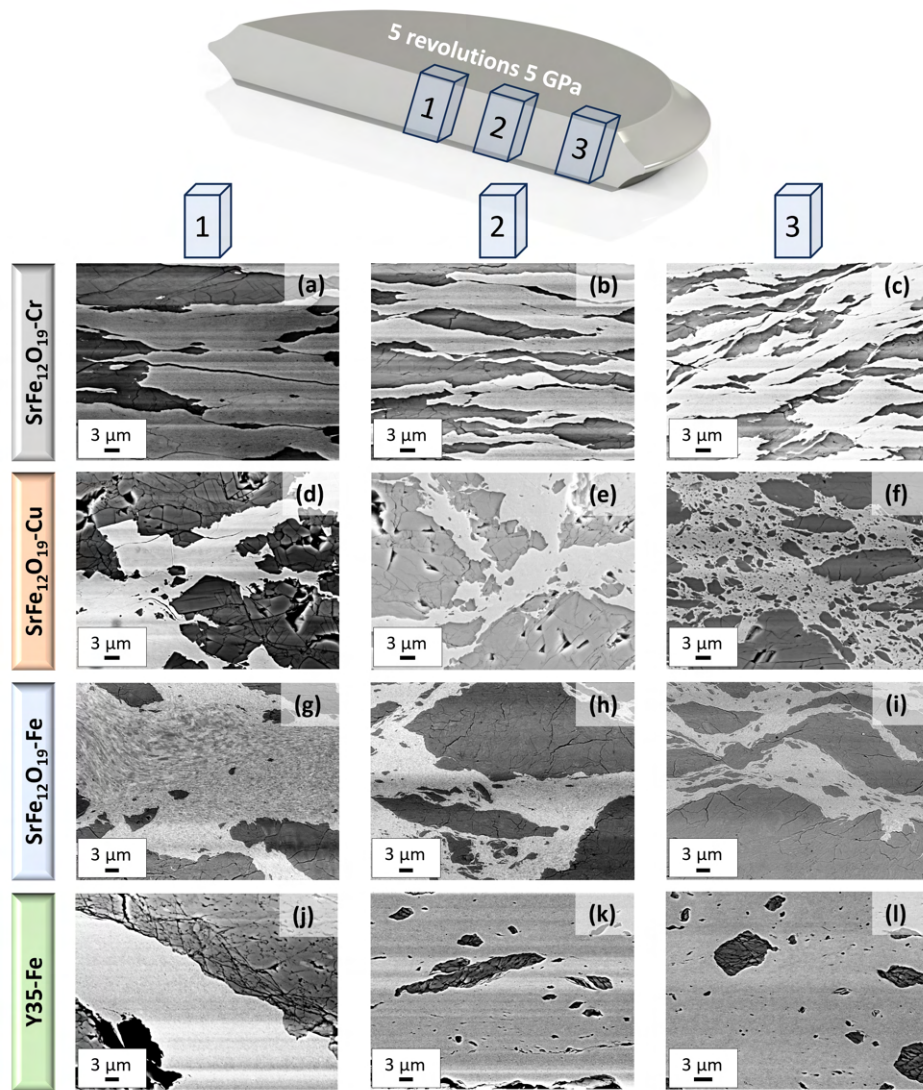 5 revolutions 5 GPa
1
2
3
1
2
3
SrFe₁₂O₁₉-Cr
(a)
3 µm
(b)
3 µm
(c)
3 µm
SrFe₁₂O₁₉-Cu
(d)
3 µm
(e)
3 µm
(f)
3 µm
SrFe₁₂O₁₉-Fe
(g)
3 µm
(h)
3 µm
(i)
3 µm
Y35-Fe
(j)
3 µm
(k)
3 µm
(l)
3 µm